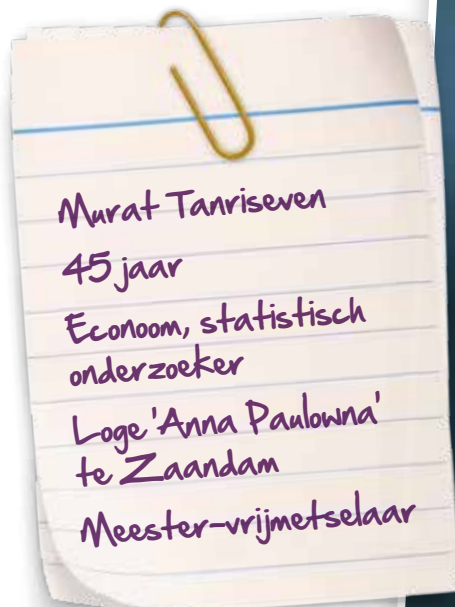 Murat Tanriseven
45 jaar
Econoom, statistisch
onderzoeker
Loge 'Anna Paulowna'
te Zaandam
Meester-vrijmetselaar